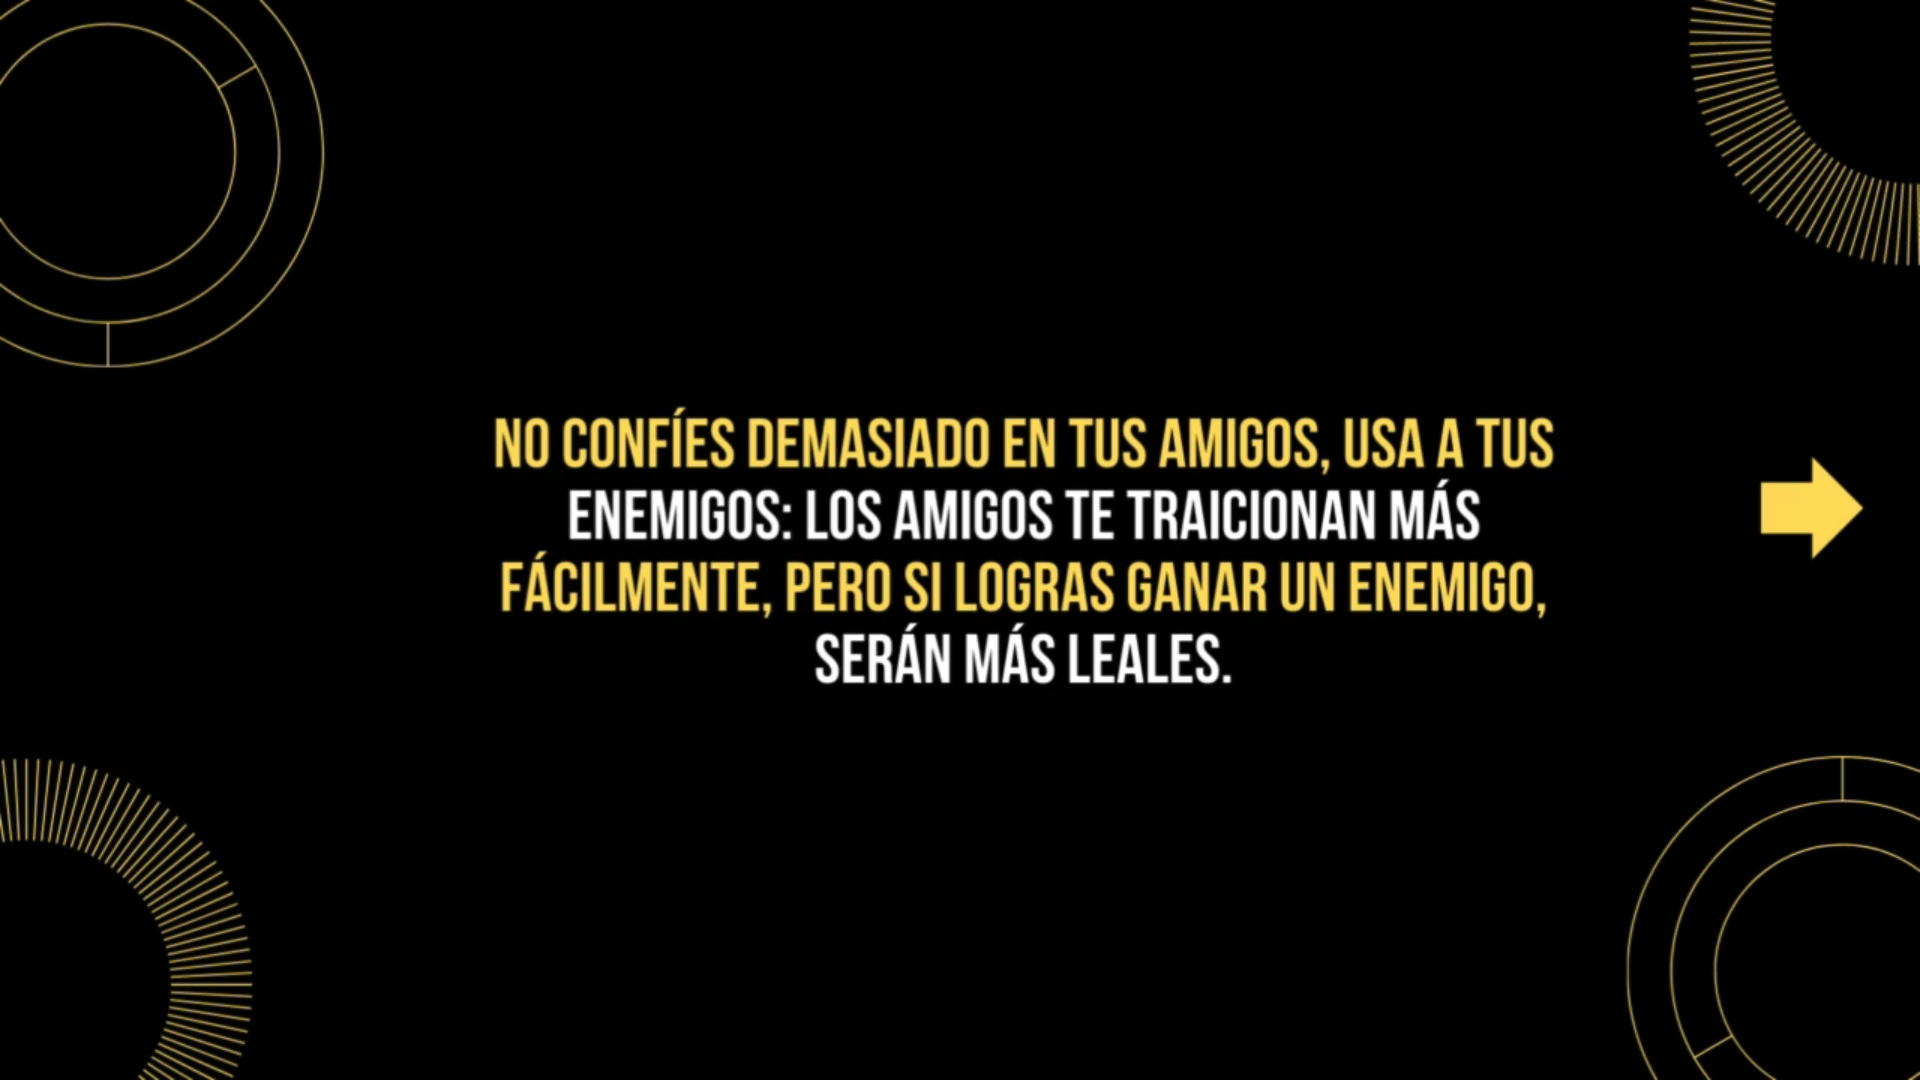 NO CONFÍES DEMASIADO EN TUS AMIGOS, USA A TUS
ENEMIGOS: LOS AMIGOS TE TRAICIONAN MÁS
FÁCILMENTE, PERO SI LOGRAS GANAR UN ENEMIGO,
SERÁN MÁS LEALES.